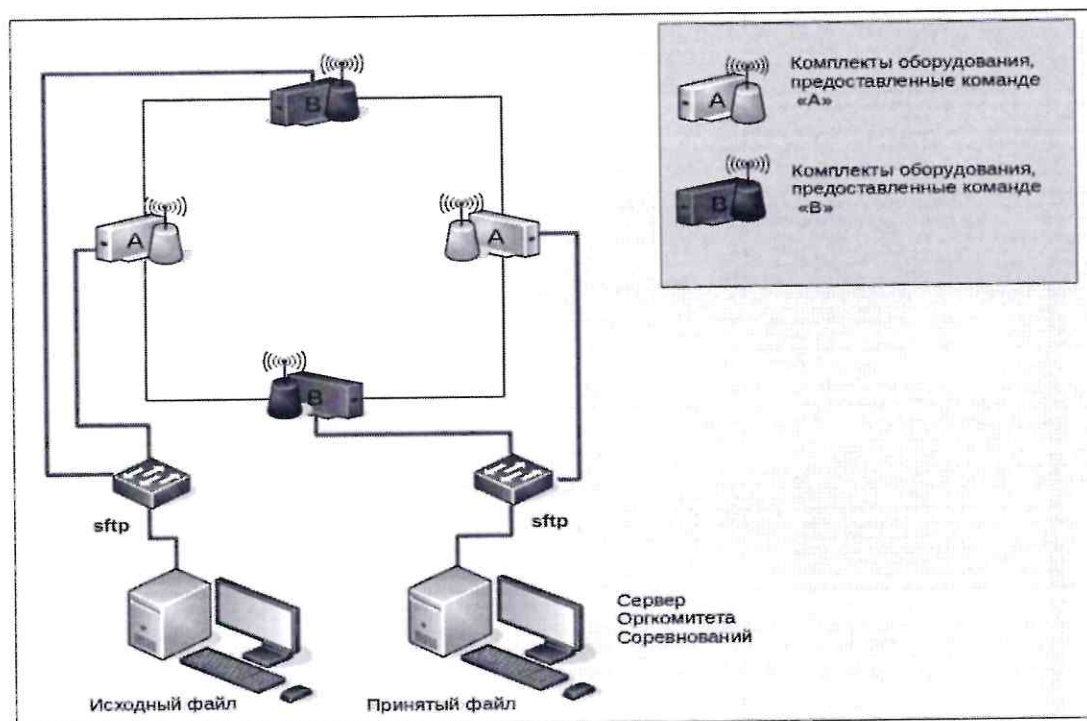 B
A
A
B
sftp
sftp
Исходный файл
Принятый файл
Сервер
Оргкомитета
Соревнований
A
Комплекты оборудования,
предоставленные команде
«А»
B
Комплекты оборудования,
предоставленные команде
«В»